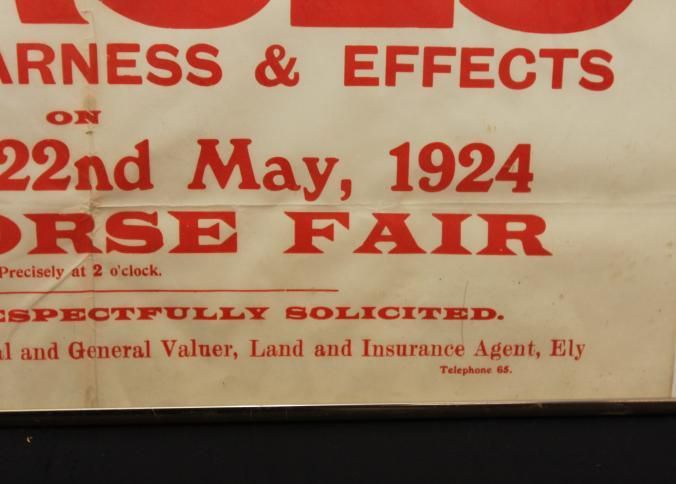 ARNESS & EFFECTS
ON
22nd May, 1924
ORSE FAIR
Precisely at 2 o'clock.
ESPECTFULLY SOLICITED.
al and General Valuer, Land and Insurance Agent, Ely
Telephone 65.